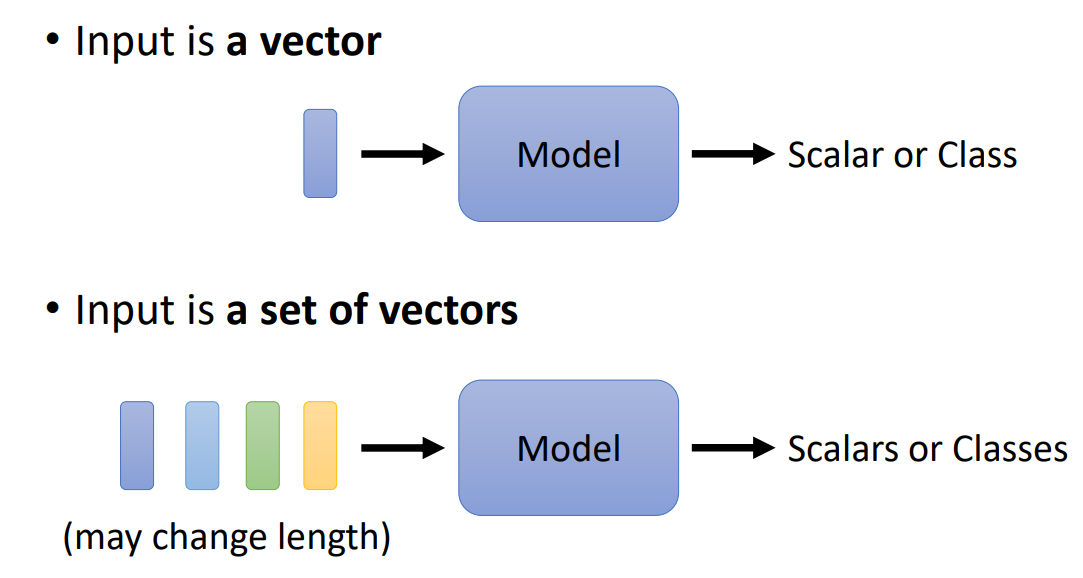 • Input is a vector
Model
Scalar or Class
• Input is a set of vectors
Model
Scalars or Classes
(may change length)